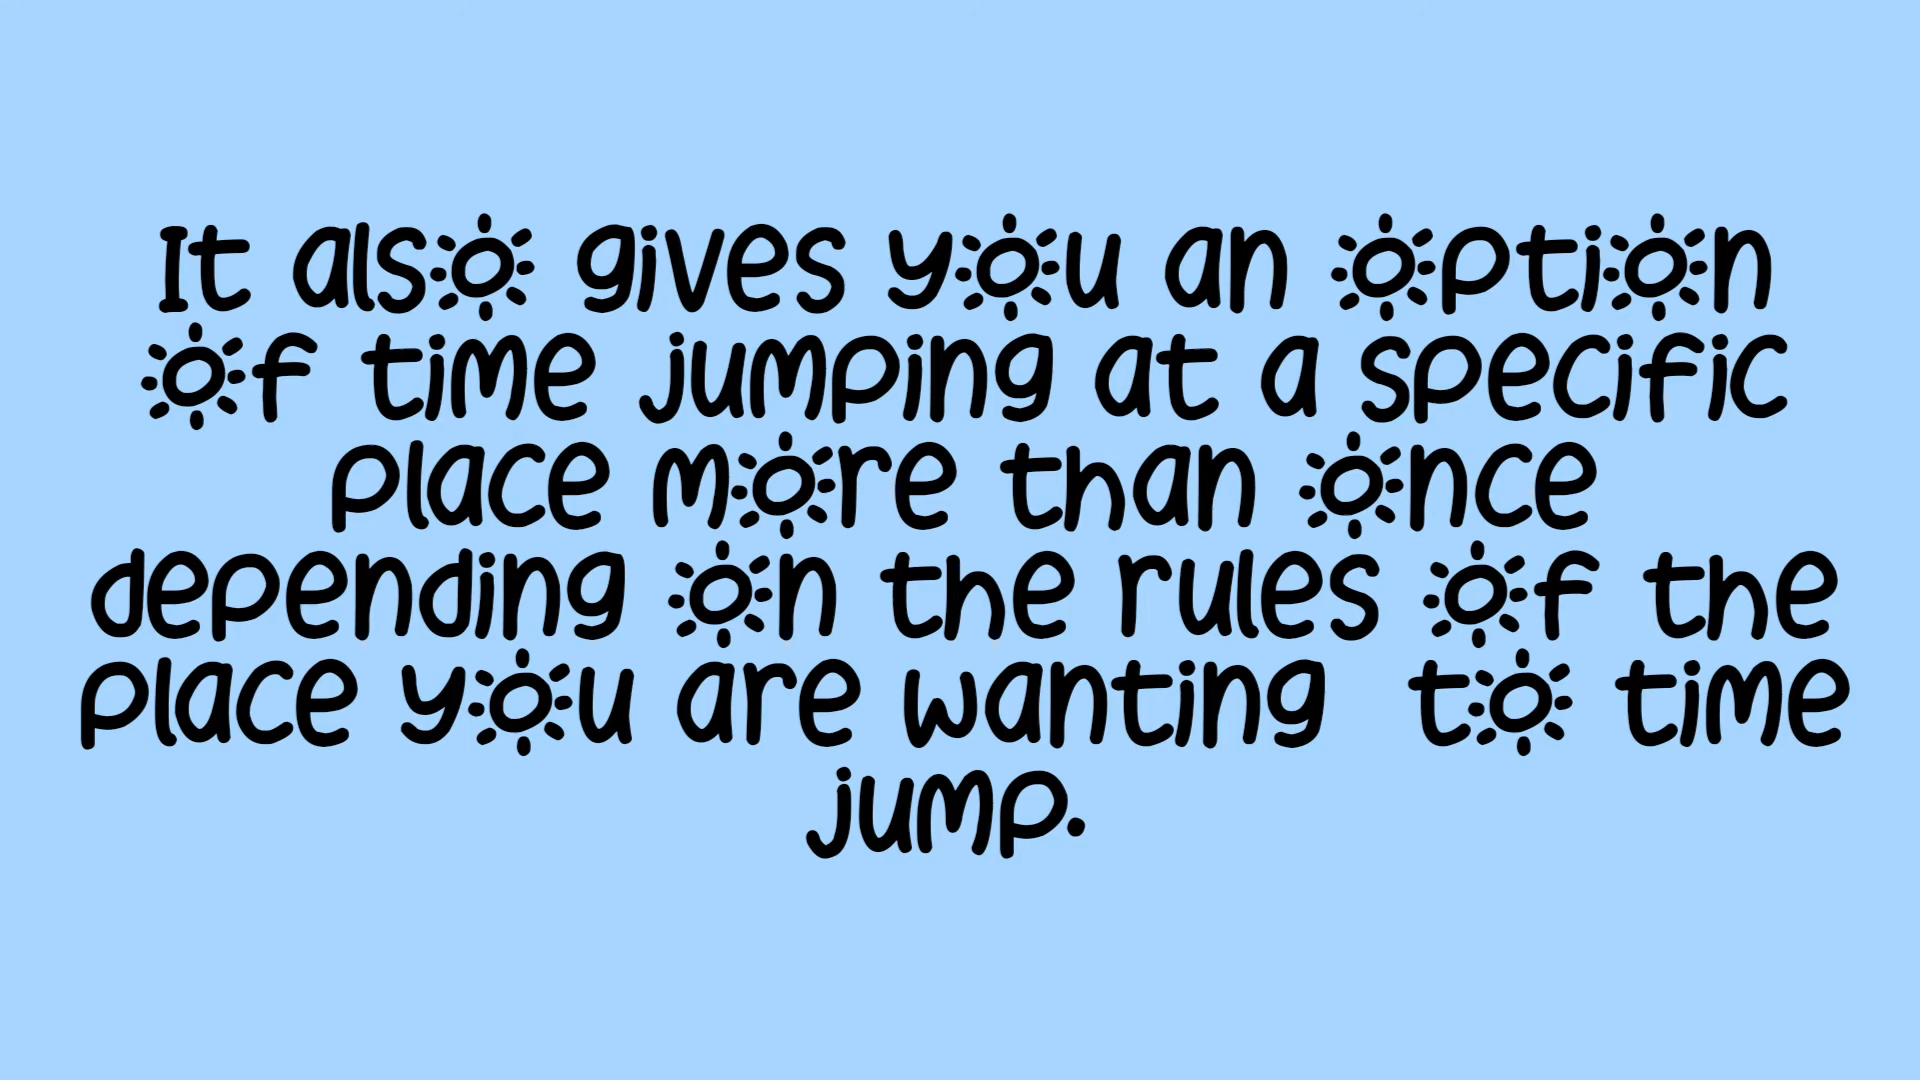 It also gives you an option
of time jumping at a specific
place more than once
depending on the rules of the
place you are wanting  to time
jump.